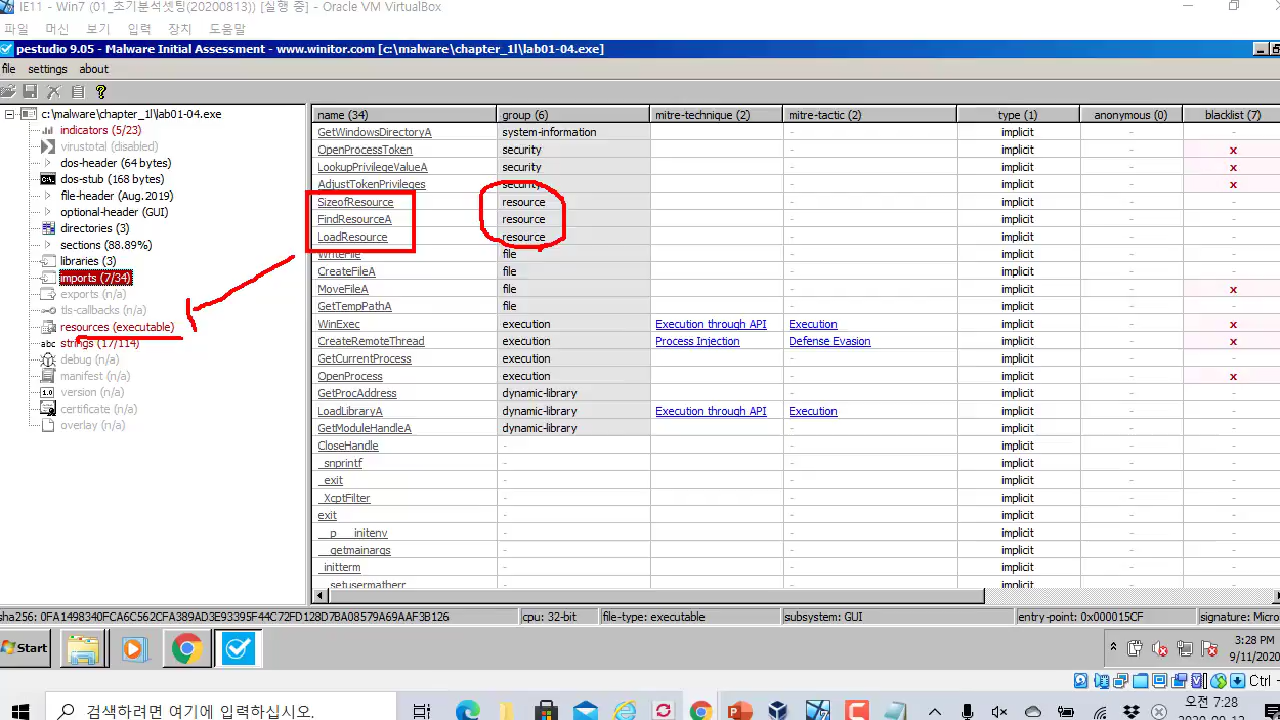 IE11 - Win7 (01_초기분석셋팅(20200813)) [실행 중] - Oracle VM VirtualBox
파일 머신 보기 입력 장치 도움말
pestudio 9.05 - Malware Initial Assessment - www.winitor.com [c:\malware\chapter_1l\lab01-04.exe]
file settings about
c:\malware\chapter_1l\lab01-04.exe
indicators (5/23)
virustotal (disabled)
dos-header (64 bytes)
dos-stub (168 bytes)
file-header (Aug.2019)
optional-header (GUI)
directories (3)
sections (88.89%)
libraries (3)
imports (7/34)
exports (n/a)
tls-callbacks (n/a)
resources (executable)
abc strings (17/114)
debug (n/a)
manifest (n/a)
1.0 version (n/a)
certificate (n/a)
overlay (n/a)
name (34) group (6) mitre-technique (2) mitre-tactic (2) type (1) anonymous (0) blacklist (7)
GetWindowsDirectoryA system-information - implicit - -
OpenProcessToken security - implicit - x
LookupPrivilegeValueA security - implicit - x
AdjustTokenPrivileges security - implicit - x
SizeofResource resource - implicit - -
FindResourceA resource - implicit - -
LoadResource resource - implicit - -
WriteFile file - implicit - -
CreateFileA file - implicit - -
MoveFileA file - implicit - x
GetTempPathA file - implicit - -
WinExec execution Execution through API Execution implicit - x
CreateRemoteThread execution Process Injection Defense Evasion implicit - x
GetCurrentProcess execution - implicit - -
OpenProcess execution - implicit - x
GetProcAddress dynamic-library - implicit - -
LoadLibraryA dynamic-library Execution through API Execution implicit - -
GetModuleHandleA dynamic-library - implicit - -
CloseHandle - - implicit - -
_snprintf - - implicit - -
_exit - - implicit - -
_XcptFilter - - implicit - -
exit - - implicit - -
__p___initenv - - implicit - -
__getmainargs - - implicit - -
_initterm - - implicit - -
__setusermatherr - - implicit - -
sha256: 0FA1498340FCA6C562CFA389AD3E93395F44C72FD128D7BA08579A69AAF3B126 cpu: 32-bit file-type: executable subsystem: GUI entry-point: 0x000015CF signature: Micro
Start
3:28 PM
9/11/2020
Ctrl
검색하려면 여기에 입력하십시오.
오전 7:28